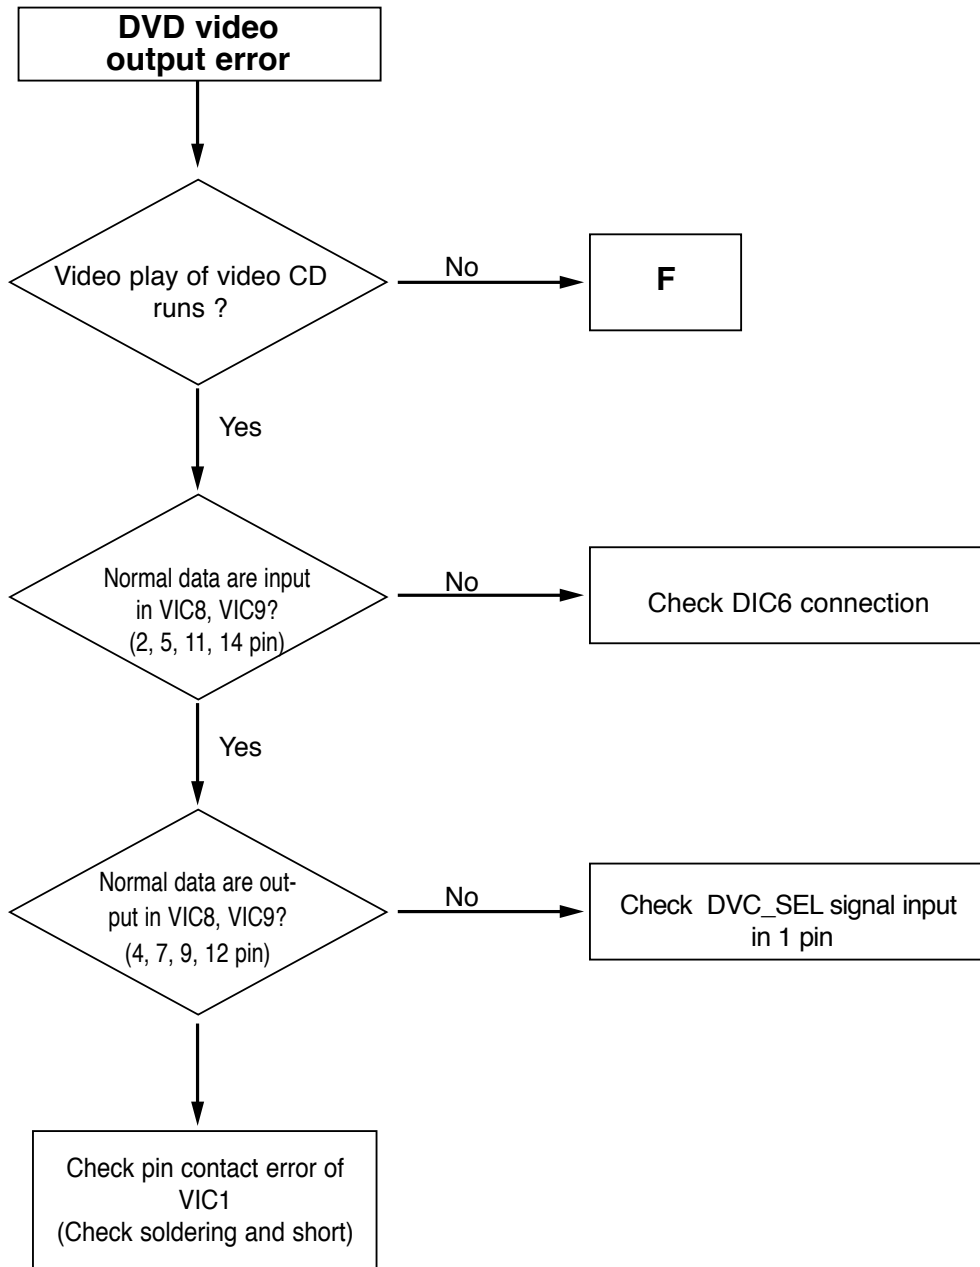 DVD video
output error
Video play of video CD
runs ?
No
F
Yes
Normal data are input
in VIC8, VIC9?
(2, 5, 11, 14 pin)
No
Check DIC6 connection
Yes
Normal data are out-
put in VIC8, VIC9?
(4, 7, 9, 12 pin)
No
Check DVC_SEL signal input
in 1 pin
Check pin contact error of
VIC1
(Check soldering and short)